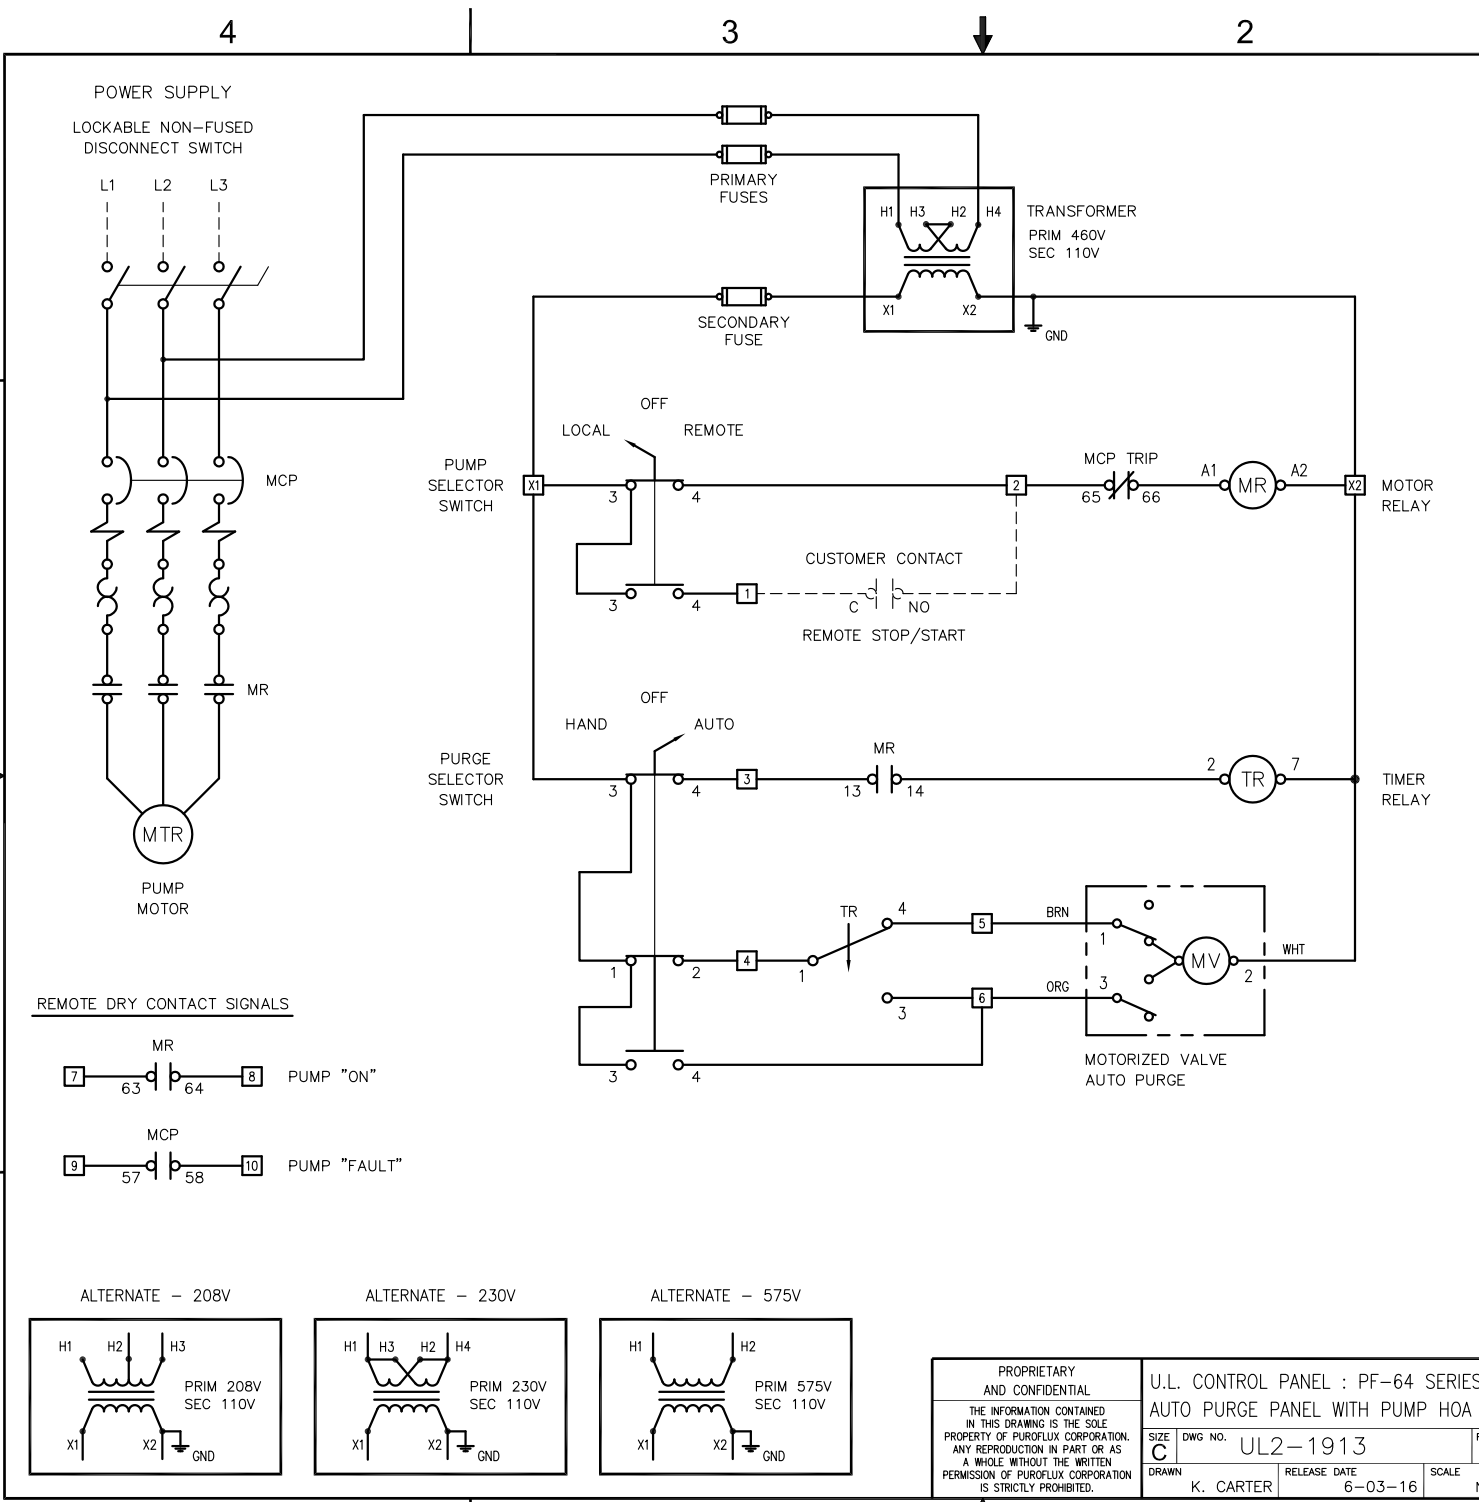 4
3
2
POWER SUPPLY
LOCKABLE NON-FUSED
DISCONNECT SWITCH
L1 L2 L3
PRIMARY
FUSES
H1 H3 H2 H4
TRANSFORMER
PRIM 460V
SEC 110V
X1 X2
GND
SECONDARY
FUSE
MCP
OFF
LOCAL REMOTE
PUMP
SELECTOR
SWITCH
X1
3 4
2
MCP TRIP
65 66
A1 MR A2
X2
MOTOR
RELAY
CUSTOMER CONTACT
3 4
1
C NO
REMOTE STOP/START
MR
OFF
HAND AUTO
PURGE
SELECTOR
SWITCH
3 4
3
MR
13 14
2 TR 7
TIMER
RELAY
MTR
PUMP
MOTOR
TR
4
5
BRN
1
1 2
4
1
MV
2
WHT
3
6
ORG
3
3 4
MOTORIZED VALVE
AUTO PURGE
REMOTE DRY CONTACT SIGNALS
MR
7 63 64 8 PUMP "ON"
MCP
9 57 58 10 PUMP "FAULT"
ALTERNATE - 208V
H1 H2 H3
PRIM 208V
SEC 110V
X1 X2
GND
ALTERNATE - 230V
H1 H3 H2 H4
PRIM 230V
SEC 110V
X1 X2
GND
ALTERNATE - 575V
H1 H2
PRIM 575V
SEC 110V
X1 X2
GND
PROPRIETARY
AND CONFIDENTIAL
THE INFORMATION CONTAINED
IN THIS DRAWING IS THE SOLE
PROPERTY OF PUROFLUX CORPORATION.
ANY REPRODUCTION IN PART OR AS
A WHOLE WITHOUT THE WRITTEN
PERMISSION OF PUROFLUX CORPORATION
IS STRICTLY PROHIBITED.
U.L. CONTROL PANEL : PF-64 SERIES
AUTO PURGE PANEL WITH PUMP HOA
SIZE
C
DWG NO. UL2-1913
DRAWN
K. CARTER
RELEASE DATE
6-03-16
SCALE